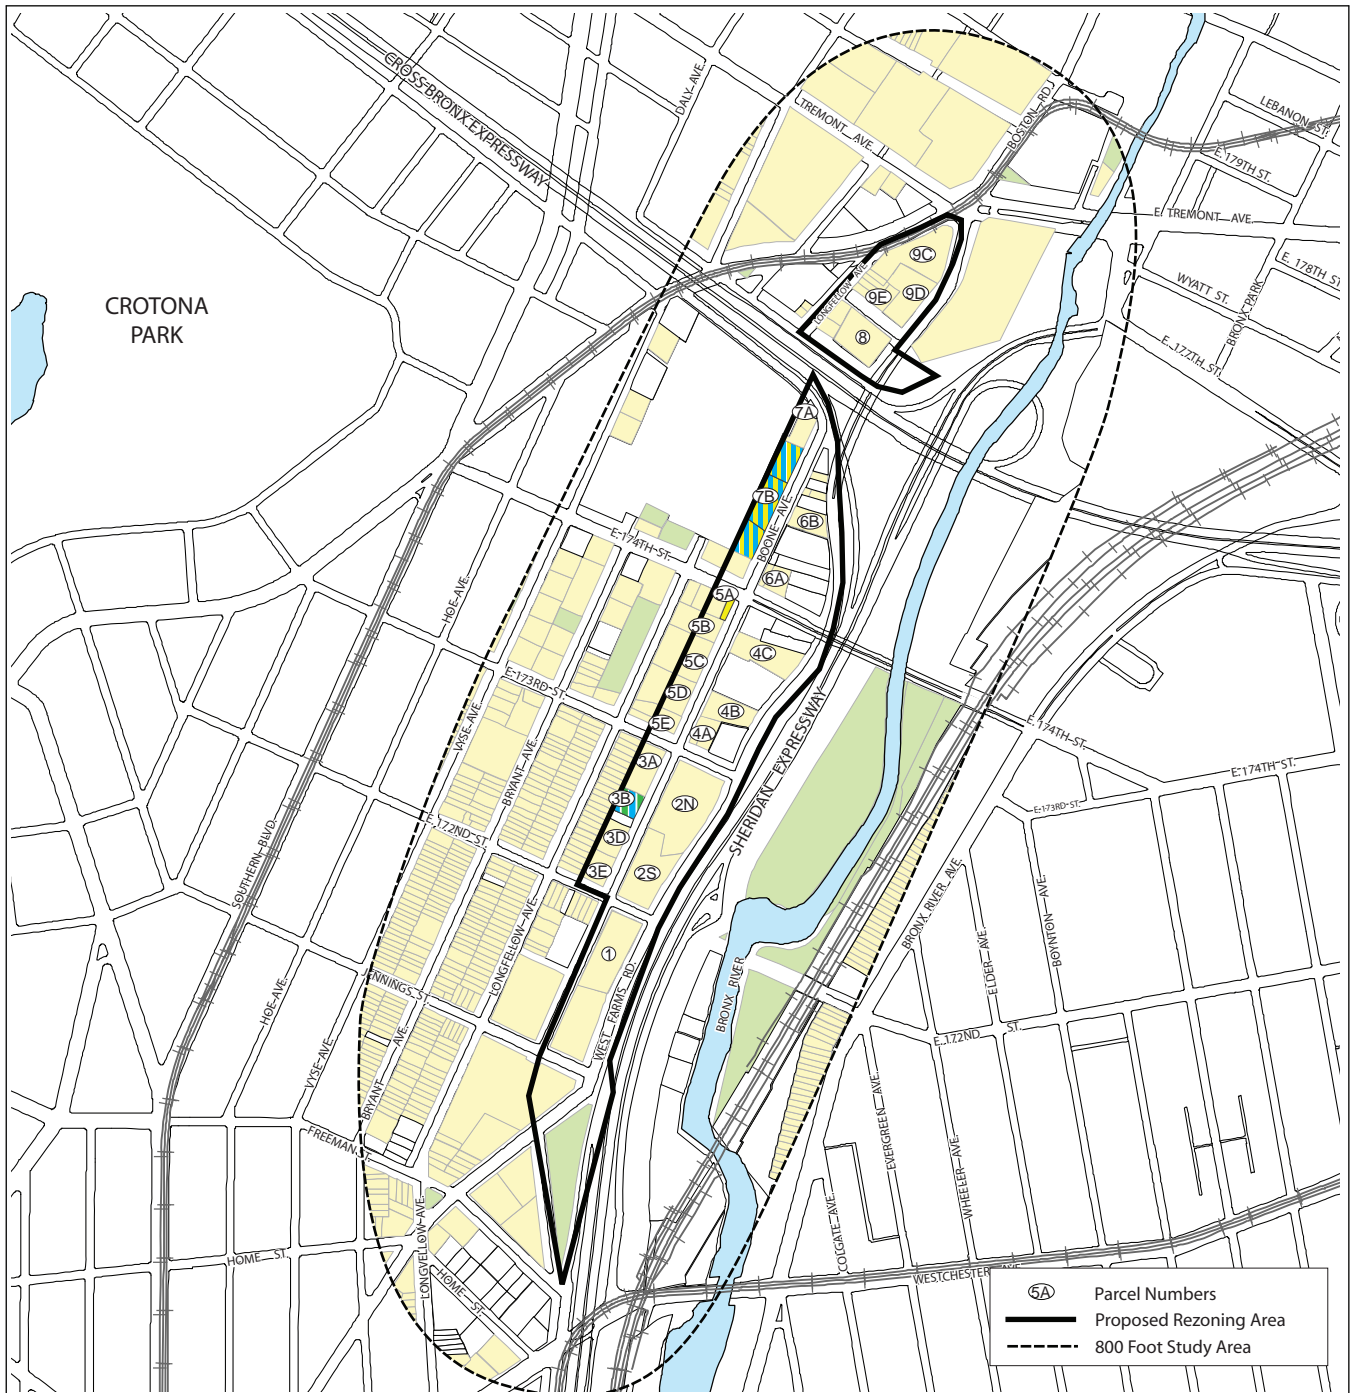 CROSS BRONX EXPRESSWAY
DALY AVE.
TREMONT AVE.
BOSTON RD.
LEBANON ST.
E. 179TH ST.
E. TREMONT AVE.
E. 178TH ST.
WYATT ST.
BRONX PARK
E. 177TH ST.
CROTONA
PARK
LONGFELLOW AVE.
9C
9D
9E
8
7A
7B
BOONE AVE.
6B
6A
E. 174TH ST.
5A
5B
5C
5D
5E
4C
4B
4A
HOE AVE.
E. 173RD ST.
VYSE AVE.
BRYANT AVE.
3A
3B
3D
3E
2N
2S
SHERIDAN EXPRESSWAY
E. 174TH ST.
E. 174TH ST.
E. 173RD ST.
E. 172ND ST.
SOUTHERN BLVD.
BRONX RIVER AVE.
ELDER AVE.
BOYNTON AVE.
LONGFELLOW AVE.
1
WEST FARMS RD.
BRONX RIVER
JENNINGS ST.
HOE AVE.
VYSE AVE.
BRYANT AVE.
FREEMAN ST.
E. 172ND ST.
EVERGREEN AVE.
WHEELER AVE.
COLGATE AVE.
HOME ST.
LONGVELLOW AVE.
HOME ST.
WESTCHESTER AVE.
5A Parcel Numbers
Proposed Rezoning Area
800 Foot Study Area